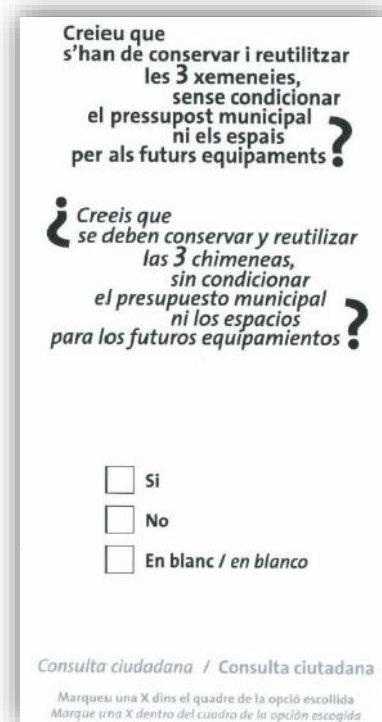 Creieu que
s'han de conservar i reutilitzar
les 3 xemeneies,
sense condicionar
el pressupost municipal
ni els espais
per als futurs equipaments ?
¿ Creeis que
se deben conservar y reutilizar
las 3 chimeneas,
sin condicionar
el presupuesto municipal
ni los espacios
para los futuros equipamientos ?
Si
No
En blanc / en blanco
Consulta ciudadana / Consulta ciutadana
Marqueu una X dins el quadre de la opció escollida
Marque una X dentro del cuadro de la opción escogida